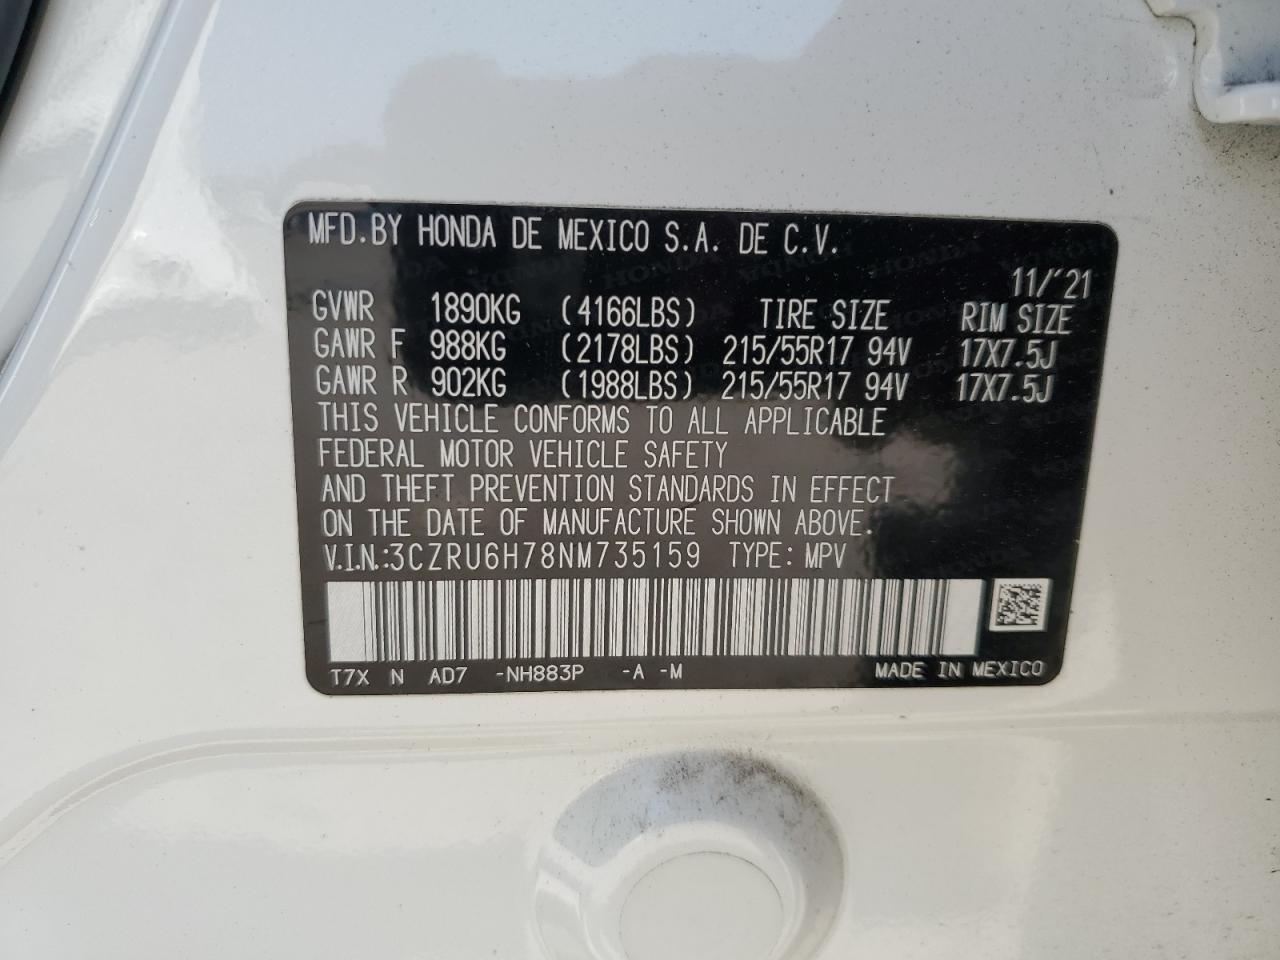 MFD.BY HONDA DE MEXICO S.A. DE C.V.
11/'21
GVWR 1890KG (4166LBS) TIRE SIZE RIM SIZE
GAWR F 988KG (2178LBS) 215/55R17 94V 17X7.5J
GAWR R 902KG (1988LBS) 215/55R17 94V 17X7.5J
THIS VEHICLE CONFORMS TO ALL APPLICABLE
FEDERAL MOTOR VEHICLE SAFETY
AND THEFT PREVENTION STANDARDS IN EFFECT
ON THE DATE OF MANUFACTURE SHOWN ABOVE.
V.I.N.:3CZRU6H78NM735159 TYPE: MPV
T7X N AD7 -NH883P -A -M MADE IN MEXICO